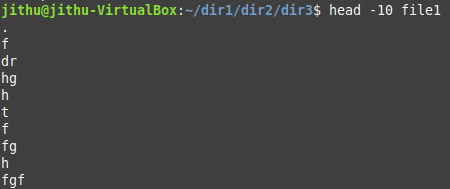 jithu@jithu-VirtualBox:~/dir1/dir2/dir3$ head -10 file1
.
f
dr
hg
h
t
f
fg
h
fgf